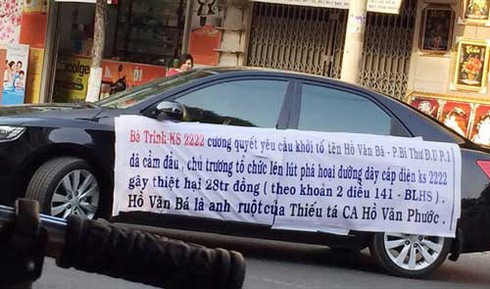 Bà Trinh-KS 2222 cương quyết yêu cầu khởi tố tên Hồ Văn Bá - P.Bí Thư Đ.U P.1
đã cầm đầu, chủ trương tổ chức lén lút phá hoại đường dây cáp điện ks 2222
gây thiệt hại 28tr đồng ( theo khoản 2 điều 141 - BLHS ).
Hồ Văn Bá là anh ruột của Thiếu tá CA Hồ Văn Phước.